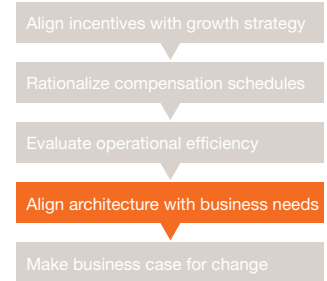 Align incentives with growth strategy
Rationalize compensation schedules
Evaluate operational efficiency
Align architecture with business needs
Make business case for change